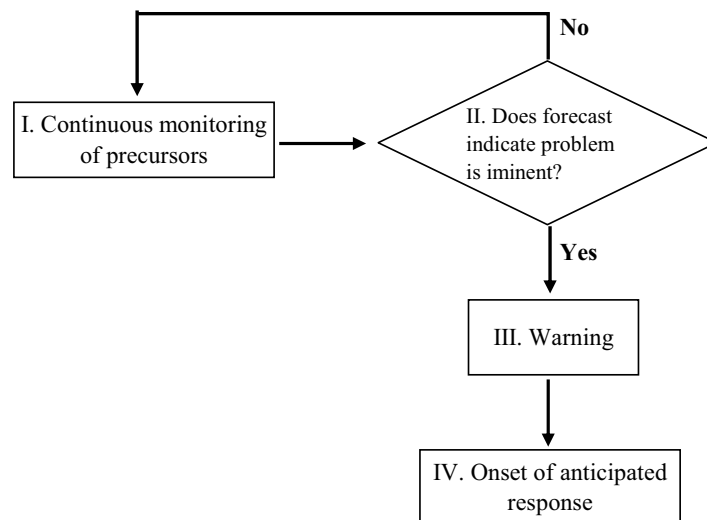 No
I. Continuous monitoring
of precursors
II. Does forecast
indicate problem
is iminent?
Yes
III. Warning
IV. Onset of anticipated
response